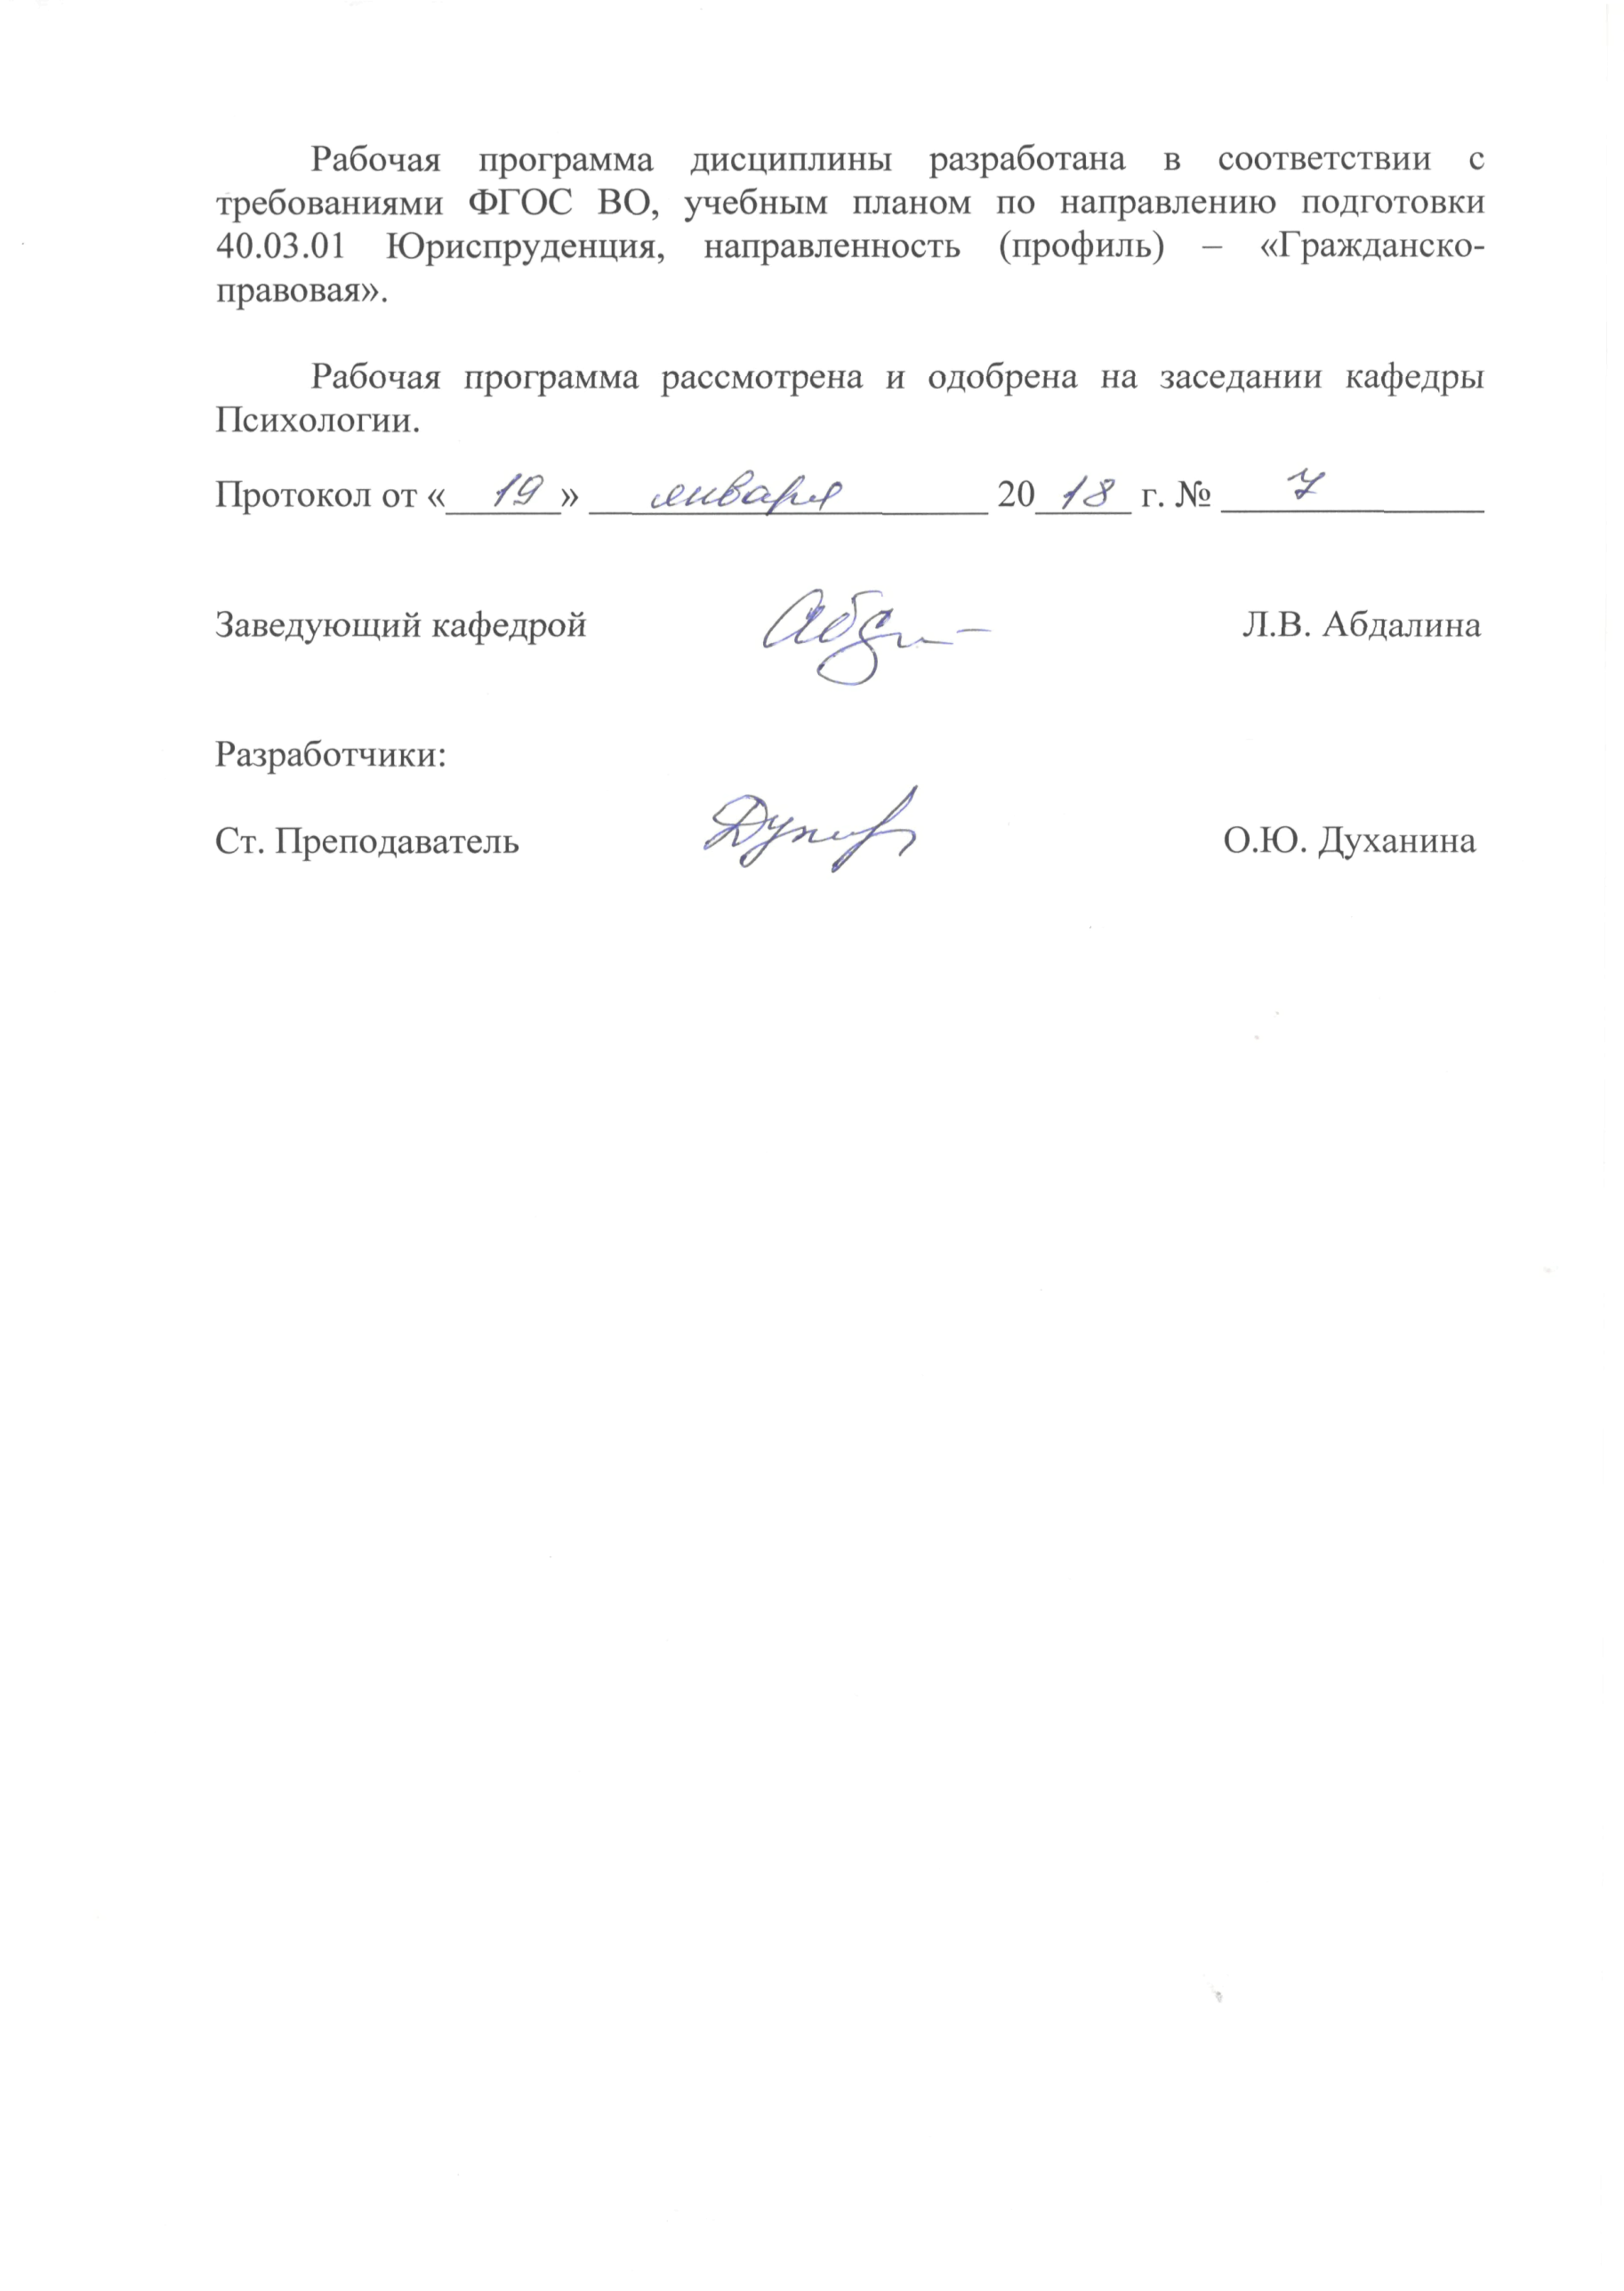 Рабочая программа дисциплины разработана в соответствии с
требованиями ФГОС ВО, учебным планом по направлению подготовки
40.03.01 Юриспруденция, направленность (профиль) – «Гражданско-
правовая».
Рабочая программа рассмотрена и одобрена на заседании кафедры
Психологии.
Протокол от « 19 » января 2018 г. № 7
Заведующий кафедрой Л.В. Абдалина
Разработчики:
Ст. Преподаватель О.Ю. Духанина